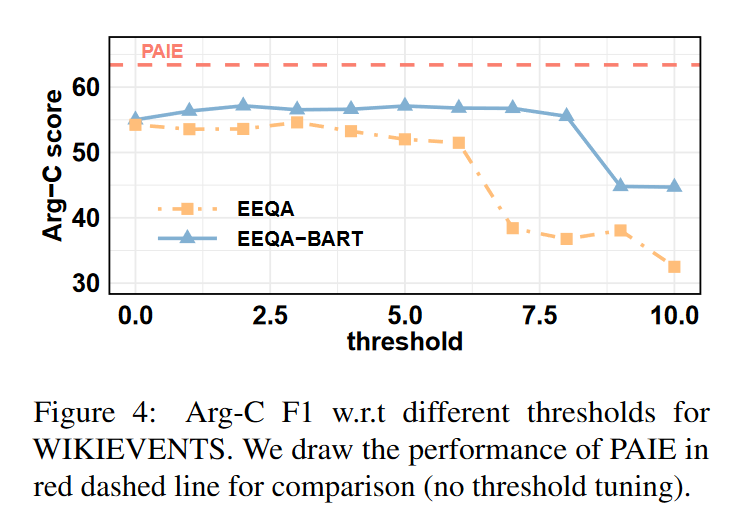 PAIE
60
50
40
30
Arg−C score
EEQA
EEQA−BART
0.0 2.5 5.0 7.5 10.0
threshold
Figure 4: Arg-C F1 w.r.t different thresholds for
WIKIEVENTS. We draw the performance of PAIE in
red dashed line for comparison (no threshold tuning).